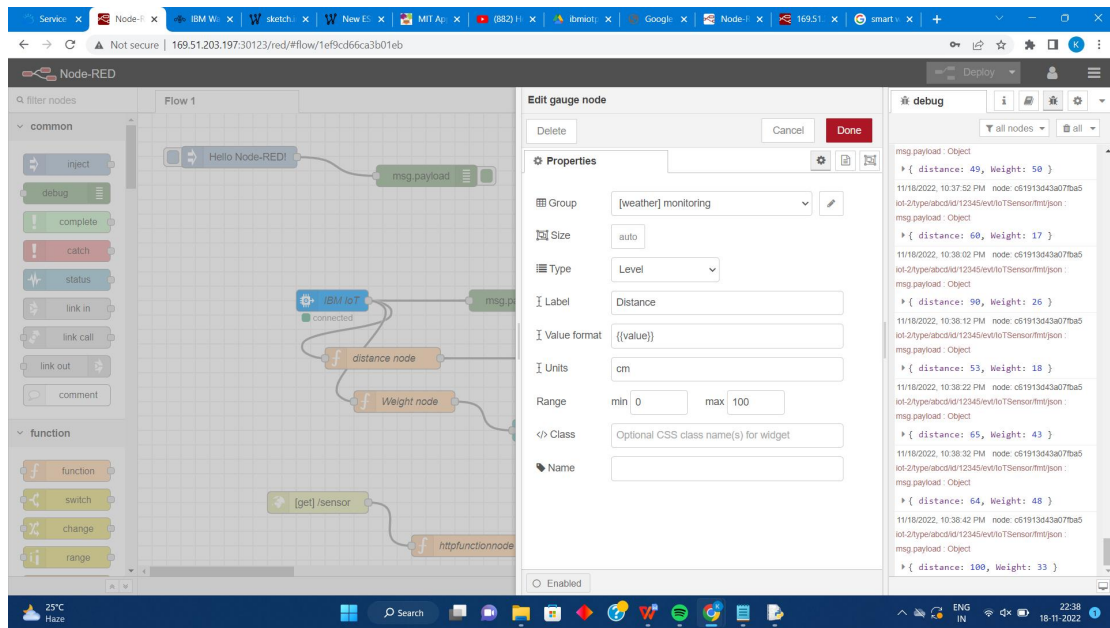 Service
Node-R
IBM W
sketch
New ES
MIT Ap
(882) H
ibmiotp
Google
Node-R
169.51.
smart w
Not secure | 169.51.203.197:30123/red/#flow/1ef9cd66ca3b01eb
K
Node-RED
Deploy
filter nodes
Flow 1
common
inject
debug
complete
catch
status
link in
link call
link out
comment
function
function
switch
change
range
Hello Node-RED!
msg.payload
IBM IoT
connected
msg.p
distance node
Weight node
[get] /sensor
httpfunctionnode
Edit gauge node
Delete
Cancel
Done
Properties
Group
[weather] monitoring
Size
auto
Type
Level
Label
Distance
Value format
{{value}}
Units
cm
Range
min 0
max 100
</> Class
Optional CSS class name(s) for widget
Name
Enabled
debug
all nodes
all
msg.payload : Object
{ distance: 49, Weight: 50 }
11/18/2022, 10:37:52 PM node: c61913d43a07fba5
iot-2/type/abcd/id/12345/evt/IoTSensor/fmt/json :
msg.payload : Object
{ distance: 60, Weight: 17 }
11/18/2022, 10:38:02 PM node: c61913d43a07fba5
iot-2/type/abcd/id/12345/evt/IoTSensor/fmt/json :
msg.payload : Object
{ distance: 90, Weight: 26 }
11/18/2022, 10:38:12 PM node: c61913d43a07fba5
iot-2/type/abcd/id/12345/evt/IoTSensor/fmt/json :
msg.payload : Object
{ distance: 53, Weight: 18 }
11/18/2022, 10:38:22 PM node: c61913d43a07fba5
iot-2/type/abcd/id/12345/evt/IoTSensor/fmt/json :
msg.payload : Object
{ distance: 65, Weight: 43 }
11/18/2022, 10:38:32 PM node: c61913d43a07fba5
iot-2/type/abcd/id/12345/evt/IoTSensor/fmt/json :
msg.payload : Object
{ distance: 64, Weight: 48 }
11/18/2022, 10:38:42 PM node: c61913d43a07fba5
iot-2/type/abcd/id/12345/evt/IoTSensor/fmt/json :
msg.payload : Object
{ distance: 100, Weight: 33 }
25°C
Haze
Search
ENG
IN
22:38
18-11-2022
1